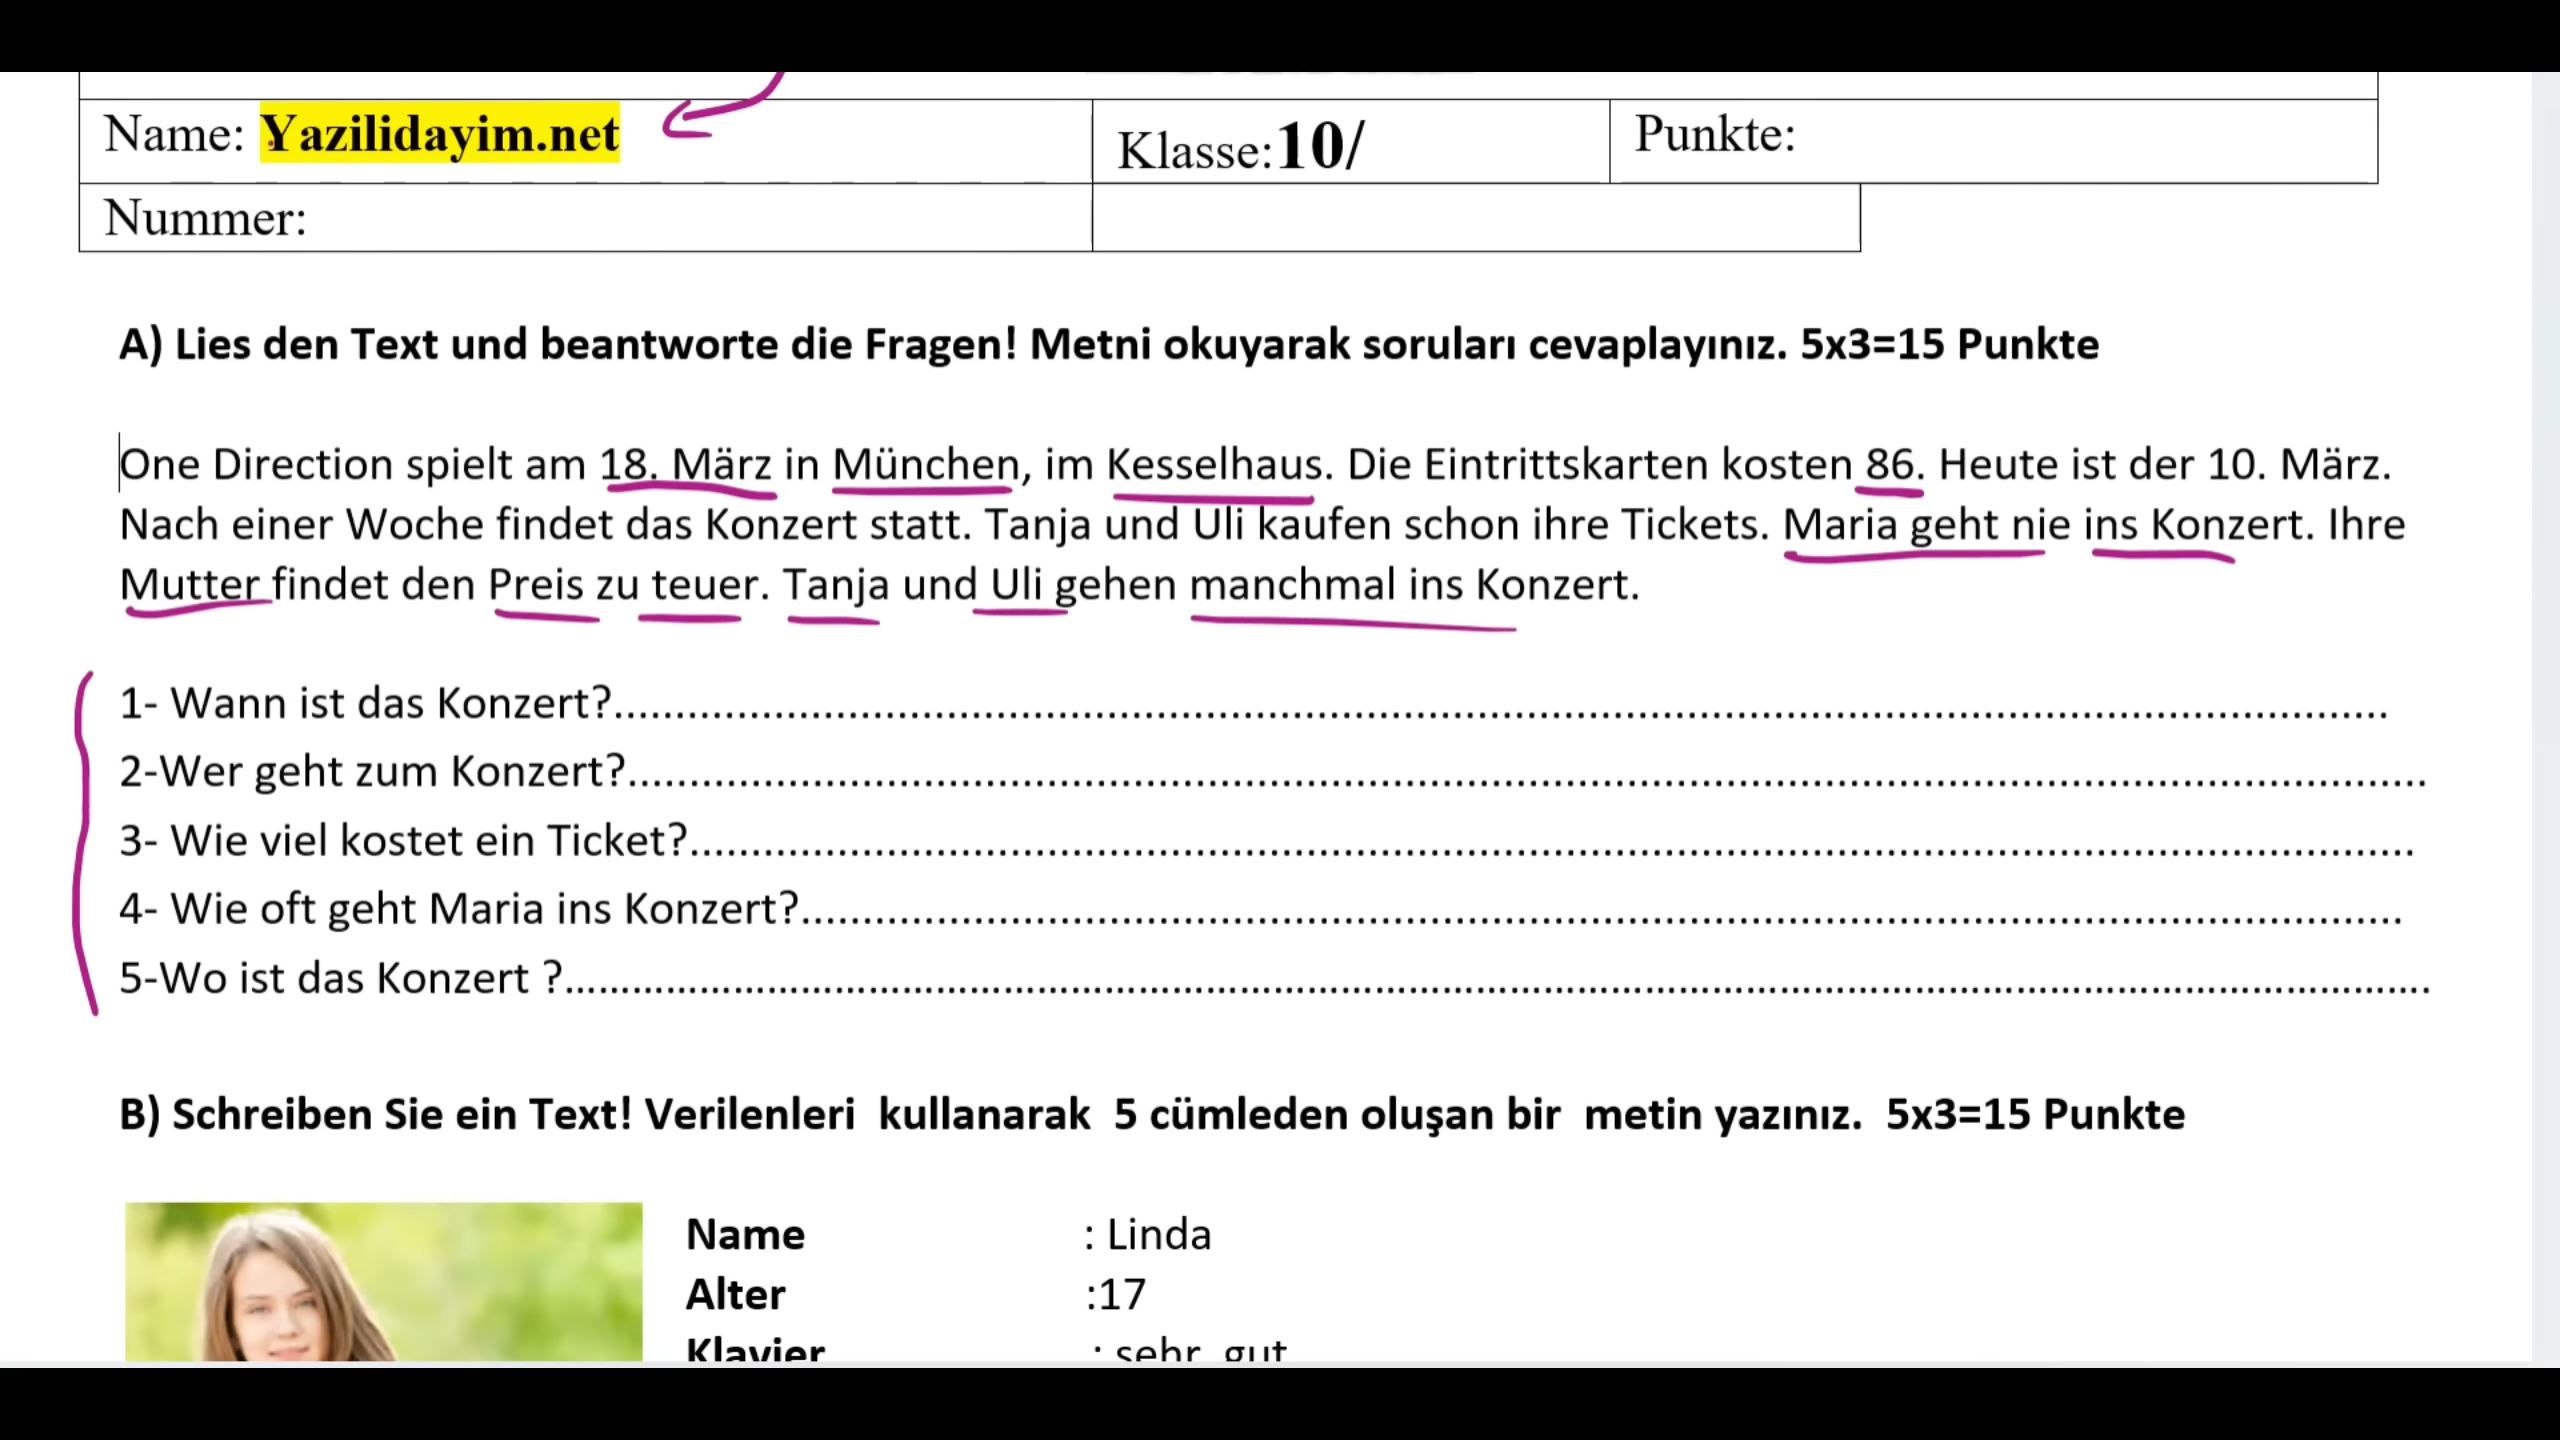 Name: Yazilidayim.net
Klasse:10/
Punkte:
Nummer:
A) Lies den Text und beantworte die Fragen! Metni okuyarak soruları cevaplayınız. 5x3=15 Punkte
One Direction spielt am 18. März in München, im Kesselhaus. Die Eintrittskarten kosten 86. Heute ist der 10. März.
Nach einer Woche findet das Konzert statt. Tanja und Uli kaufen schon ihre Tickets. Maria geht nie ins Konzert. Ihre
Mutter findet den Preis zu teuer. Tanja und Uli gehen manchmal ins Konzert.
1- Wann ist das Konzert?
2-Wer geht zum Konzert?
3- Wie viel kostet ein Ticket?
4- Wie oft geht Maria ins Konzert?
5-Wo ist das Konzert ?
B) Schreiben Sie ein Text! Verilenleri kullanarak 5 cümleden oluşan bir metin yazınız. 5x3=15 Punkte
Name : Linda
Alter :17
Klavier : sehr gut